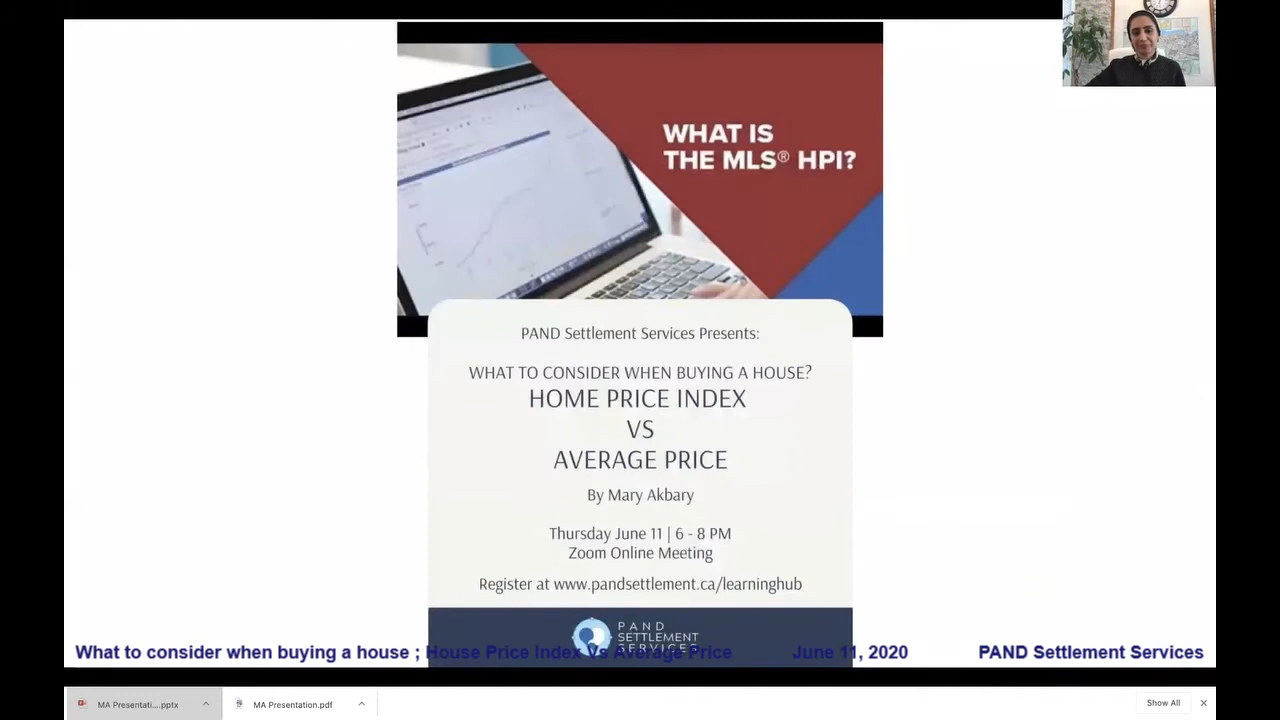 WHAT IS
THE MLS® HPI?
PAND Settlement Services Presents:
WHAT TO CONSIDER WHEN BUYING A HOUSE?
HOME PRICE INDEX
VS
AVERAGE PRICE
By Mary Akbary
Thursday June 11 | 6 - 8 PM
Zoom Online Meeting
Register at www.pandsettlement.ca/learninghub
PAND
SETTLEMENT
SERVICES
What to consider when buying a house ; House Price Index Vs Average Price June 11, 2020 PAND Settlement Services
MA Presentati....pptx MA Presentation.pdf Show All